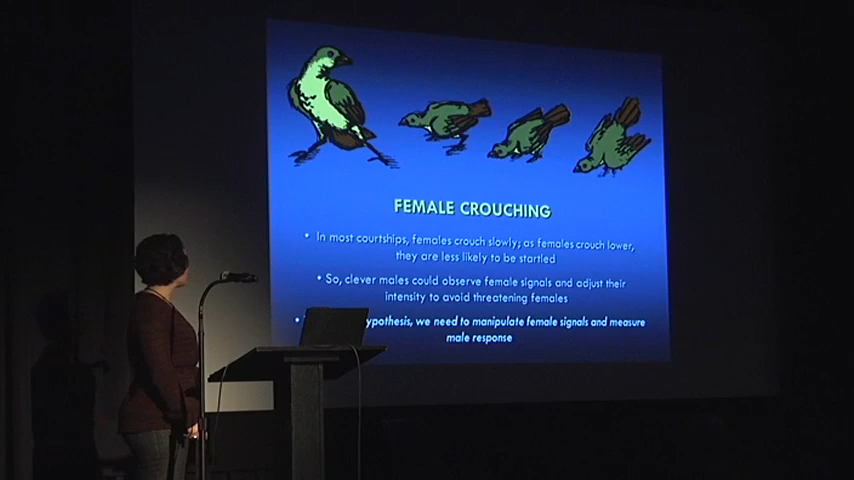 FEMALE CROUCHING
• In most courtships, females crouch slowly; as females crouch lower,
they are less likely to be startled
• So, clever males could observe female signals and adjust their
intensity to avoid threatening females
• hypothesis, we need to manipulate female signals and measure
male response